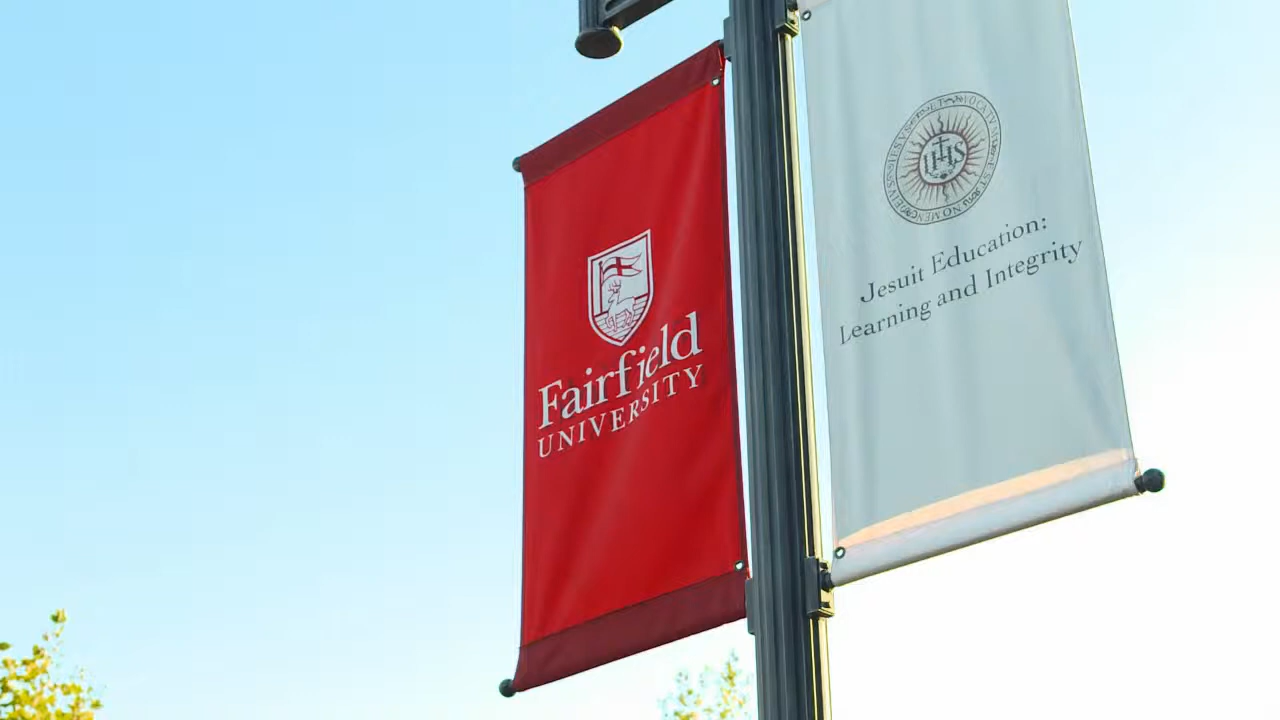 Fairfield
UNIVERSITY
IHS
Jesuit Education:
Learning and Integrity